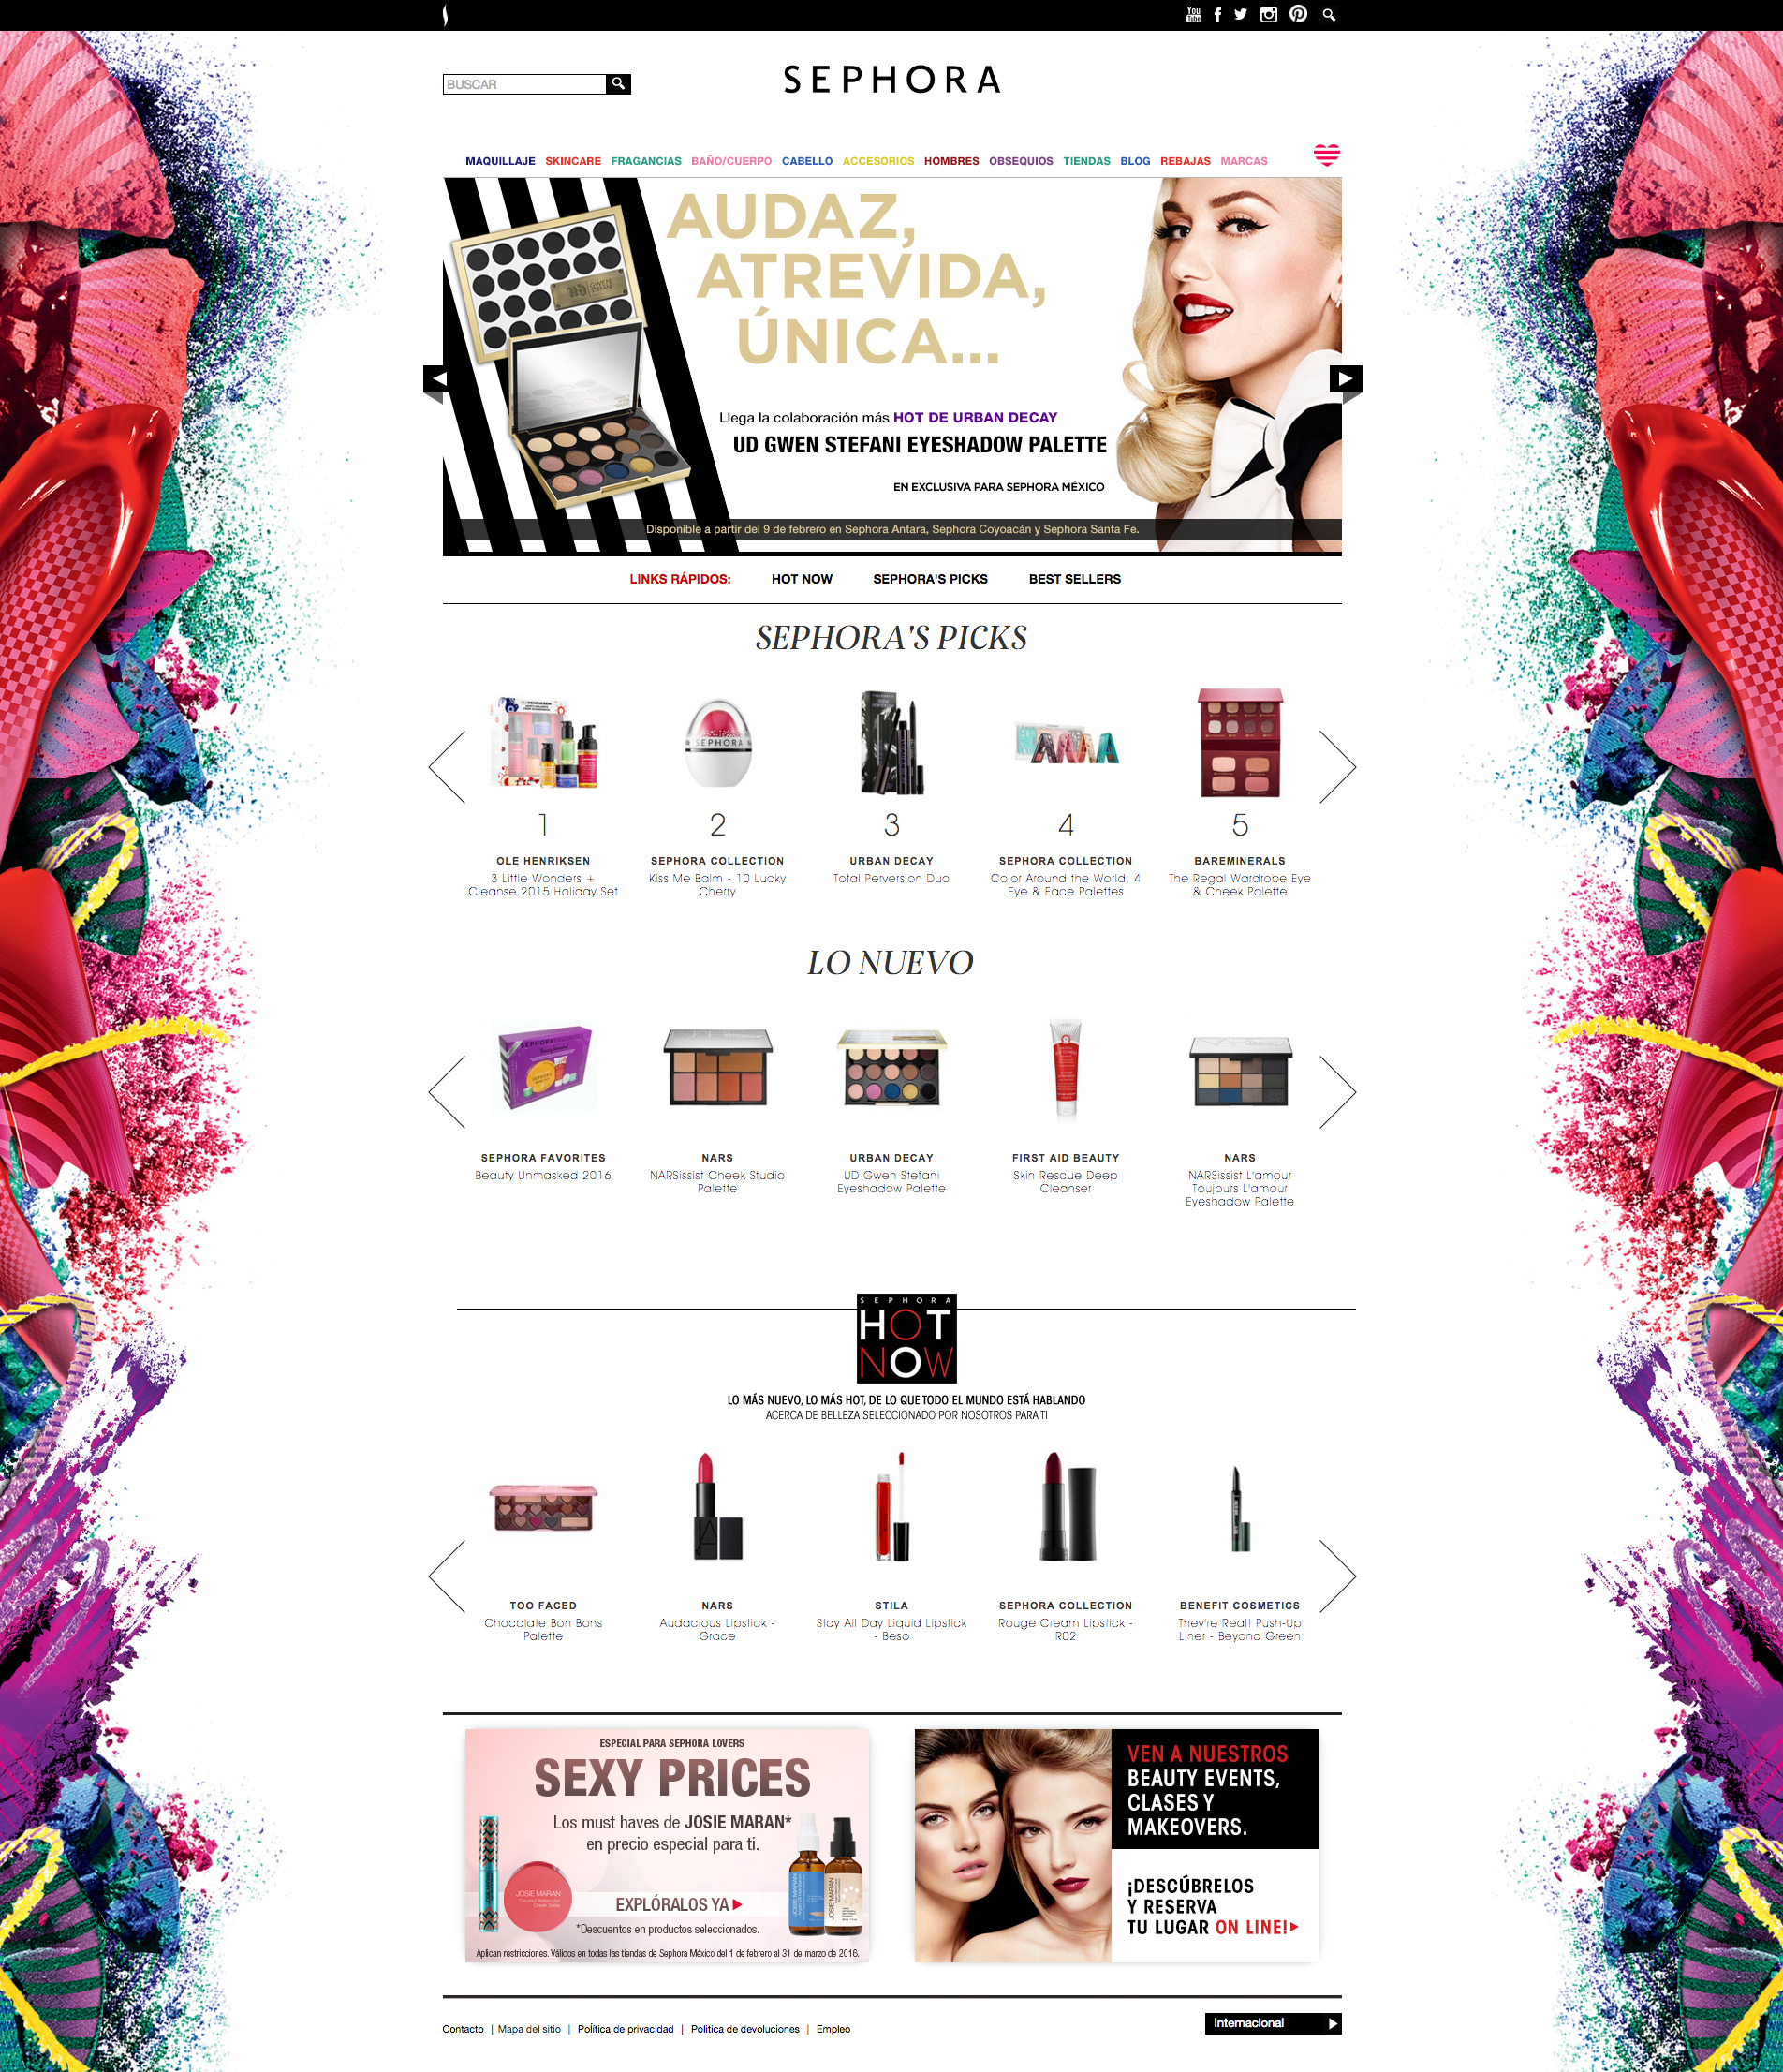 You Tube
BUSCAR
SEPHORA
MAQUILLAJE SKINCARE FRAGANCIAS BAÑO/CUERPO CABELLO ACCESORIOS HOMBRES OBSEQUIOS TIENDAS BLOG REBAJAS MARCAS
AUDAZ,
ATREVIDA,
ÚNICA...
Llega la colaboración más HOT DE URBAN DECAY
UD GWEN STEFANI EYESHADOW PALETTE
EN EXCLUSIVA PARA SEPHORA MÉXICO
Disponible a partir del 9 de febrero en Sephora Antara, Sephora Coyoacán y Sephora Santa Fe.
LINKS RÁPIDOS: HOT NOW SEPHORA'S PICKS BEST SELLERS
SEPHORA'S PICKS
SEPHORA
1 2 3 4 5
OLE HENRIKSEN
3 Little Wonders +
Cleanse 2015 Holiday Set
SEPHORA COLLECTION
Kiss Me Balm - 10 Lucky
Cherry
URBAN DECAY
Total Perversion Duo
SEPHORA COLLECTION
Color Around the World: 4
Eye & Face Palettes
BAREMINERALS
The Regal Wardrobe Eye
& Cheek Palette
LO NUEVO
SEPHORA FAVORITES
Beauty Unmasked 2016
NARS
NARSissist Cheek Studio
Palette
URBAN DECAY
UD Gwen Stefani
Eyeshadow Palette
FIRST AID BEAUTY
Skin Rescue Deep
Cleanser
NARS
NARSissist L'amour
Toujours L'amour
Eyeshadow Palette
SEPHORA
HOT
NOW
LO MÁS NUEVO, LO MÁS HOT, DE LO QUE TODO EL MUNDO ESTÁ HABLANDO
ACERCA DE BELLEZA SELECCIONADO POR NOSOTROS PARA TI
TOO FACED
Chocolate Bon Bons
Palette
NARS
Audacious Lipstick -
Grace
STILA
Stay All Day Liquid Lipstick
- Beso
SEPHORA COLLECTION
Rouge Cream Lipstick -
R02
BENEFIT COSMETICS
They're Real! Push-Up
Liner - Beyond Green
ESPECIAL PARA SEPHORA LOVERS
SEXY PRICES
Los must haves de JOSIE MARAN*
en precio especial para ti.
JOSIE MARAN
EXPLÓRALOS YA
*Descuentos en productos seleccionados.
Aplican restricciones. Válidos en todas las tiendas de Sephora México del 1 de febrero al 31 de marzo de 2016.
JOSIE MARAN
JOSIE MARAN
VEN A NUESTROS
BEAUTY EVENTS,
CLASES Y
MAKEOVERS.
¡DESCÚBRELOS
Y RESERVA
TU LUGAR ON LINE!
Contacto | Mapa del sitio | Política de privacidad | Politica de devoluciones | Empleo
Internacional